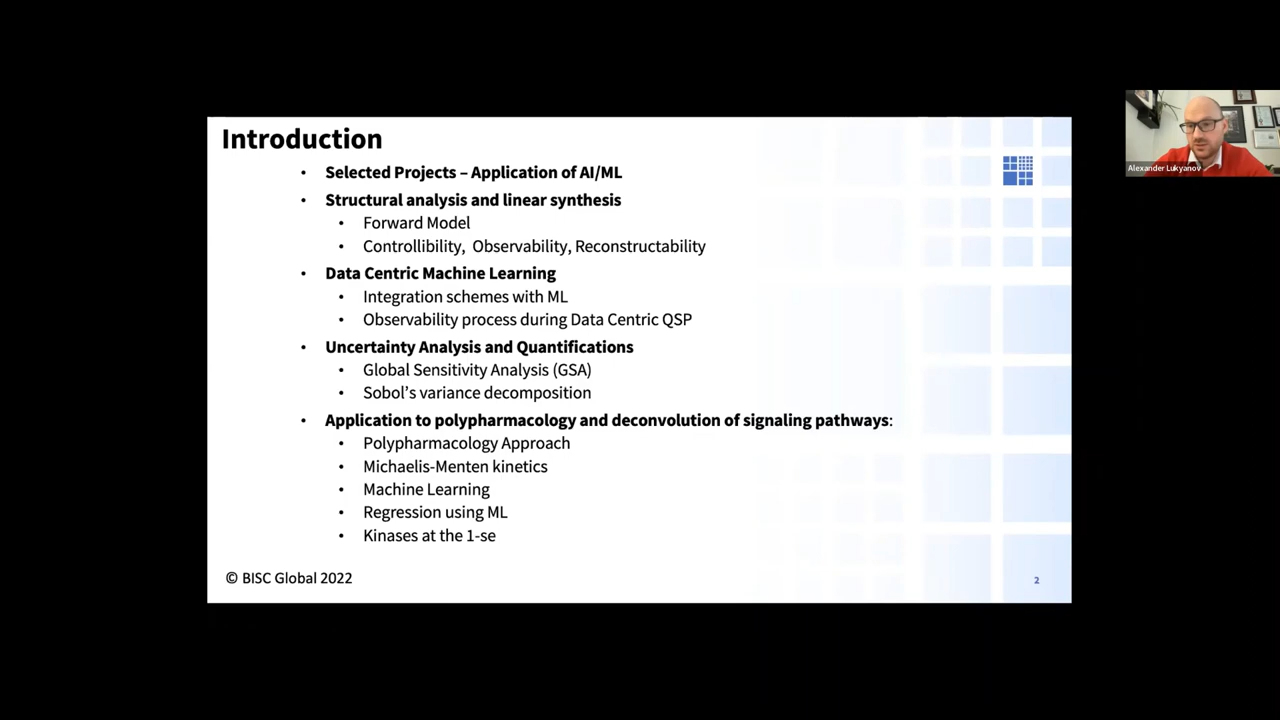 Introduction
• Selected Projects – Application of AI/ML
• Structural analysis and linear synthesis
• Forward Model
• Controllibility, Observability, Reconstructability
• Data Centric Machine Learning
• Integration schemes with ML
• Observability process during Data Centric QSP
• Uncertainty Analysis and Quantifications
• Global Sensitivity Analysis (GSA)
• Sobol’s variance decomposition
• Application to polypharmacology and deconvolution of signaling pathways:
• Polypharmacology Approach
• Michaelis-Menten kinetics
• Machine Learning
• Regression using ML
• Kinases at the 1-se
© BISC Global 2022
2
Alexander Lukyanov